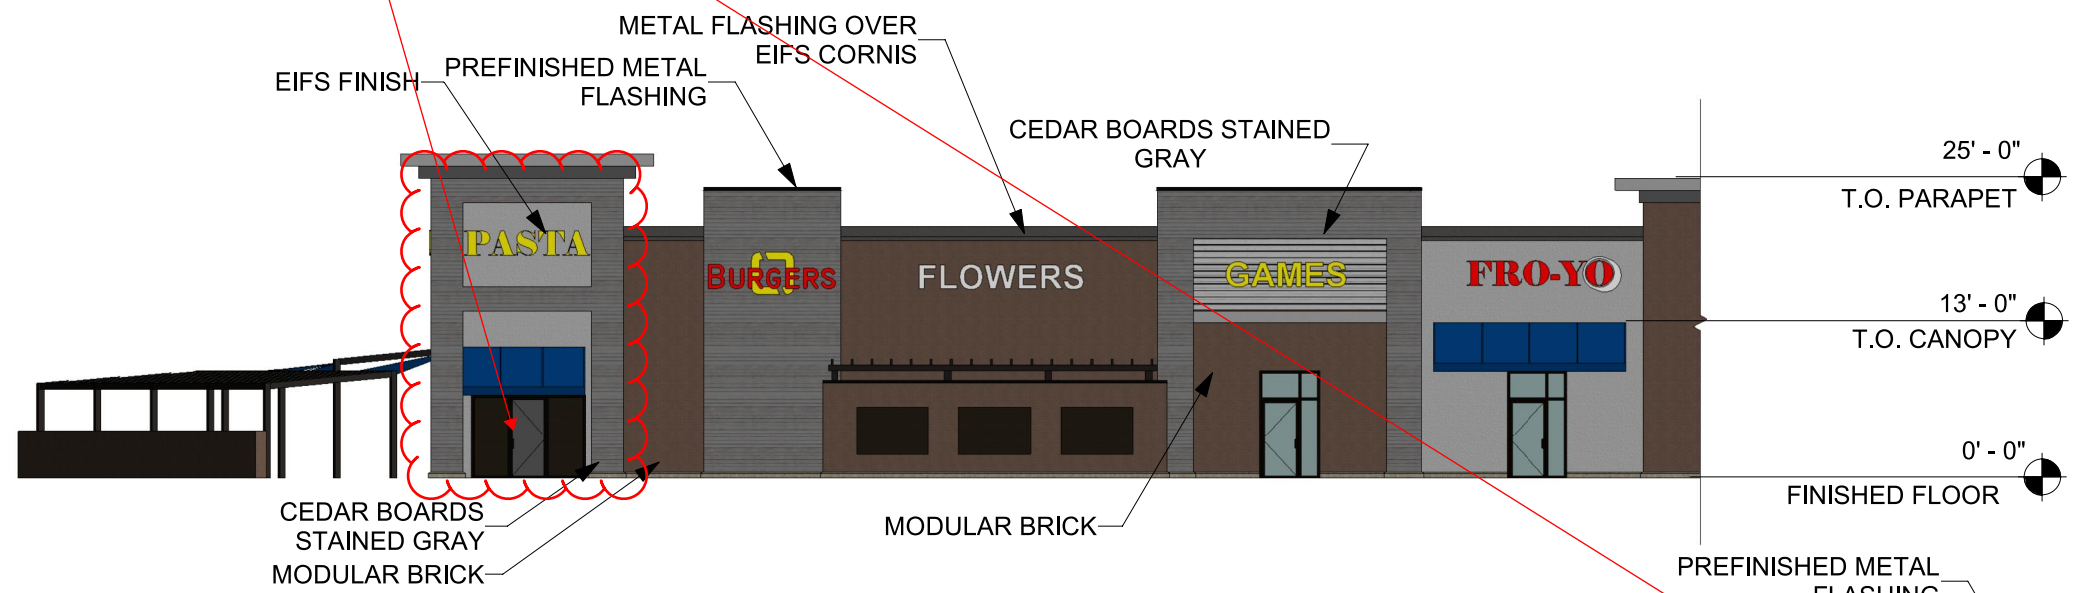 METAL FLASHING OVER
EIFS CORNIS
EIFS FINISH
PREFINISHED METAL
FLASHING
CEDAR BOARDS STAINED
GRAY
25' - 0"
T.O. PARAPET
PASTA
BURGERS
FLOWERS
GAMES
FRO-YO
13' - 0"
T.O. CANOPY
0' - 0"
FINISHED FLOOR
CEDAR BOARDS
STAINED GRAY
MODULAR BRICK
MODULAR BRICK
PREFINISHED METAL
FLASHING